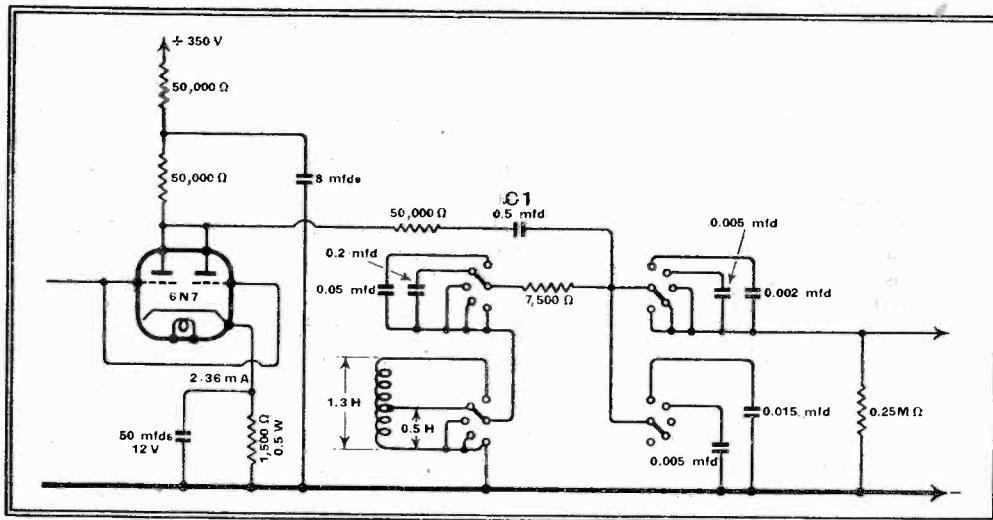 ÷ 350 V
50,000 Ω
50,000 Ω
8 mfds
C1
50,000 Ω
0.5 mfd
0.005 mfd
0.2 mfd
0.05 mfd
7,500 Ω
0.002 mfd
6N7
2.36 mA
1.3 H
0.5 H
0.015 mfd
0.25M Ω
50 mfds
12 V
1,500 Ω
0.5 W
0.005 mfd